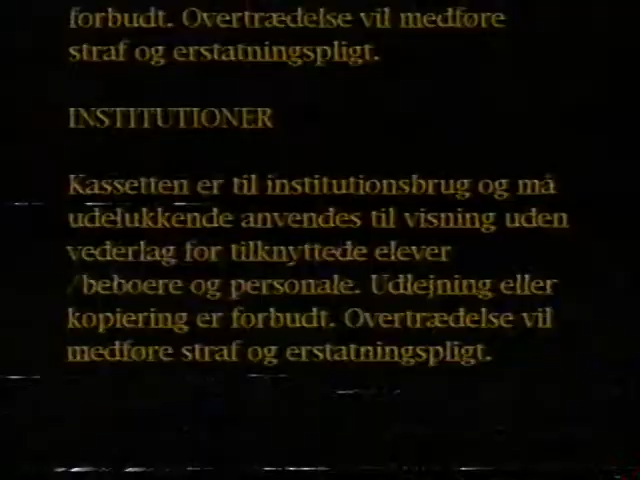 forbudt. Overtrædelse vil medføre
straf og erstatningspligt.
INSTITUTIONER
Kassetten er til institutionsbrug og må
udelukkende anvendes til visning uden
vederlag for tilknyttede elever
/beboere og personale. Udlejning eller
kopiering er forbudt. Overtrædelse vil
medføre straf og erstatningspligt.